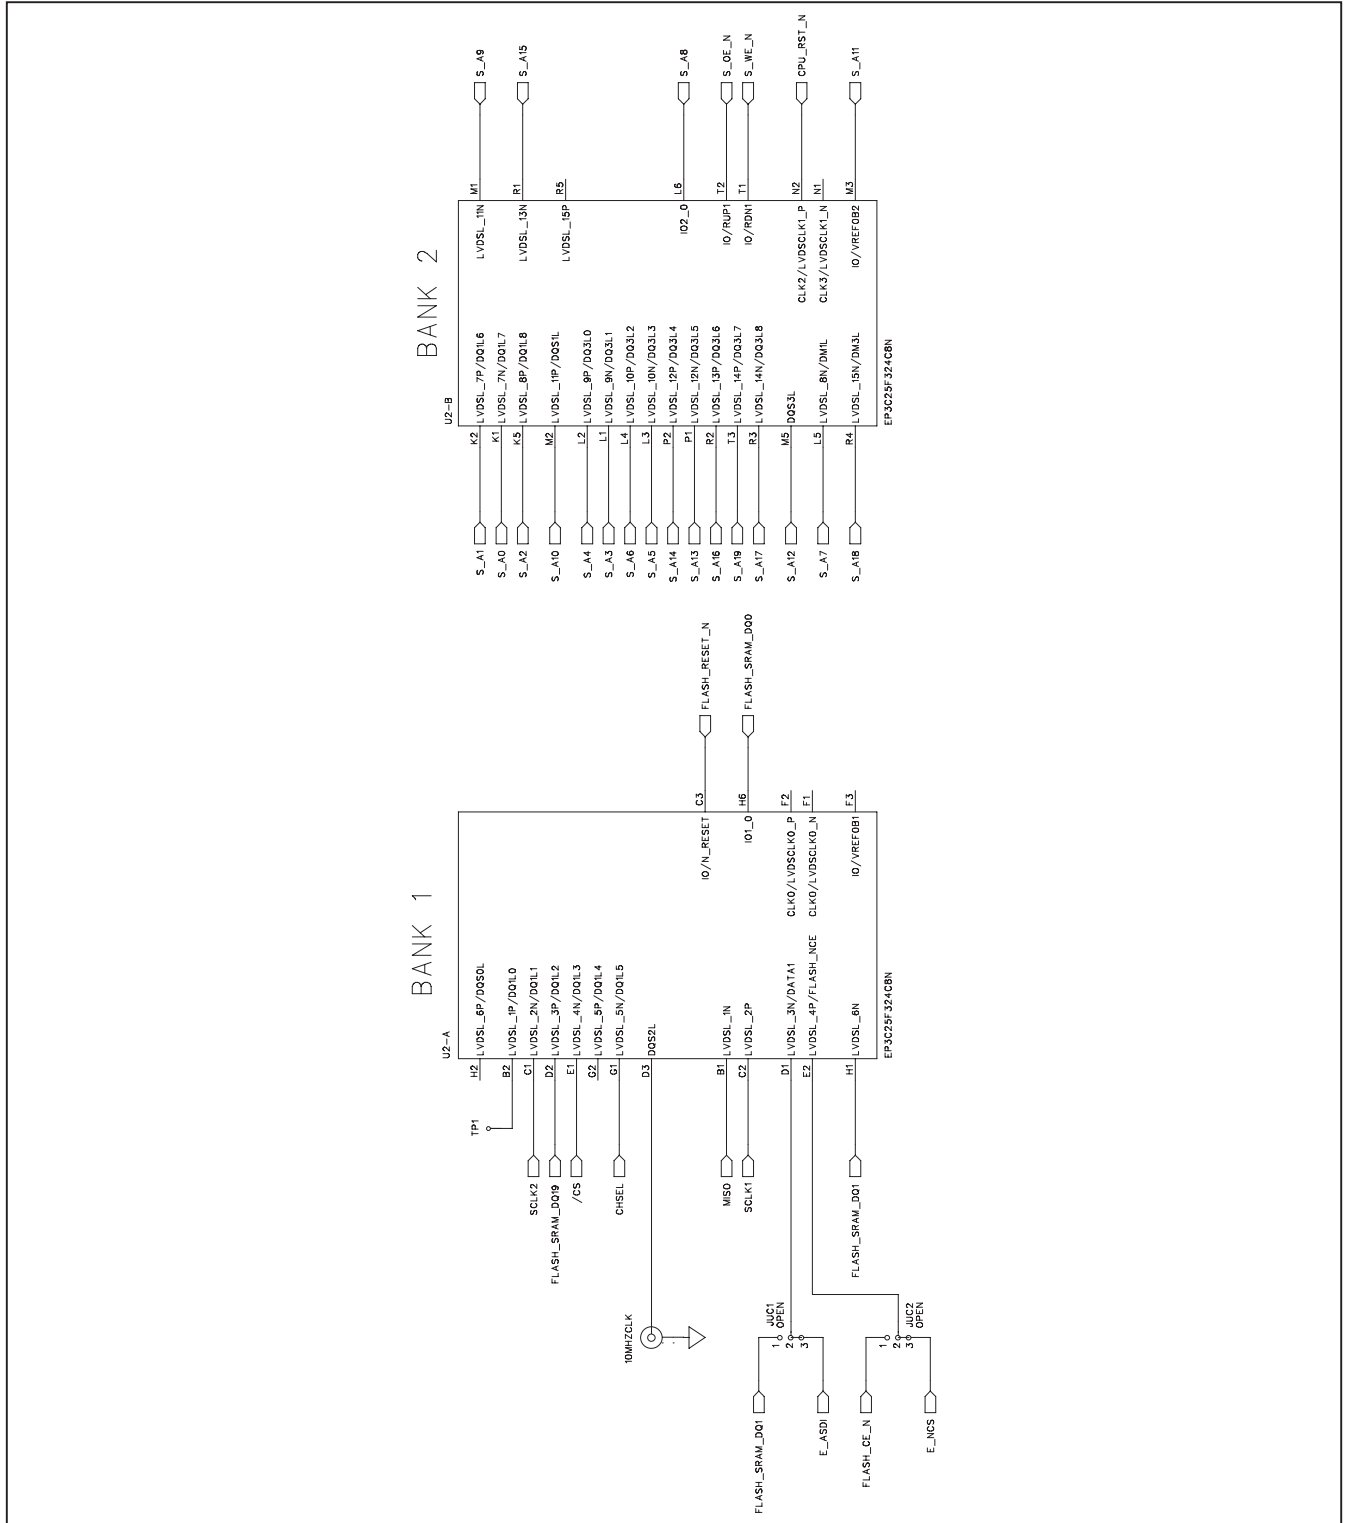 BANK 1
U2-A
H2 LVDSL_6P/DQS0L
TP1 B2 LVDSL_1P/DQ1L0
SCLK2 C1 LVDSL_2N/DQ1L1
FLASH_SRAM_DQ19 D2 LVDSL_3P/DQ1L2
/CS E1 LVDSL_4N/DQ1L3
G2 LVDSL_5P/DQ1L4
CHSEL G1 LVDSL_5N/DQ1L5
10MHZCLK D3 DQS2L
IO/N_RESET C3 FLASH_RESET_N
MISO B1 LVDSL_1N
SCLK1 C2 LVDSL_2P
IO1_0 H6 FLASH_SRAM_DQ0
FLASH_SRAM_DQ1
JUC1
OPEN
1
2
3
E_ASDI
D1 LVDSL_3N/DATA1
CLK0/LVDSCLK0_P F2
FLASH_CE_N
JUC2
OPEN
1
2
3
E_NCS
E2 LVDSL_4P/FLASH_NCE
CLK0/LVDSCLK0_N F1
FLASH_SRAM_DQ1 H1 LVDSL_6N
IO/VREF0B1 F3
EP3C25F324C8N
BANK 2
U2-B
S_A1 K2 LVDSL_7P/DQ1L6
LVDSL_11N M1 S_A9
S_A0 K1 LVDSL_7N/DQ1L7
S_A2 K5 LVDSL_8P/DQ1L8
LVDSL_13N R1 S_A15
S_A10 M2 LVDSL_11P/DQS1L
LVDSL_15P R5
S_A4 L2 LVDSL_9P/DQ3L0
S_A3 L1 LVDSL_9N/DQ3L1
S_A6 L4 LVDSL_10P/DQ3L2
S_A5 L3 LVDSL_10N/DQ3L3
S_A14 P2 LVDSL_12P/DQ3L4
IO2_0 L6 S_A8
S_A13 P1 LVDSL_12N/DQ3L5
S_A16 R2 LVDSL_13P/DQ3L6
IO/RUP1 T2 S_OE_N
S_A19 T3 LVDSL_14P/DQ3L7
IO/RDN1 T1 S_WE_N
S_A17 R3 LVDSL_14N/DQ3L8
S_A12 M5 DQS3L
CLK2/LVDSCLK1_P N2 CPU_RST_N
S_A7 L5 LVDSL_8N/DM1L
CLK3/LVDSCLK1_N N1
S_A18 R4 LVDSL_15N/DM3L
IO/VREF0B2 M3 S_A11
EP3C25F324C8N